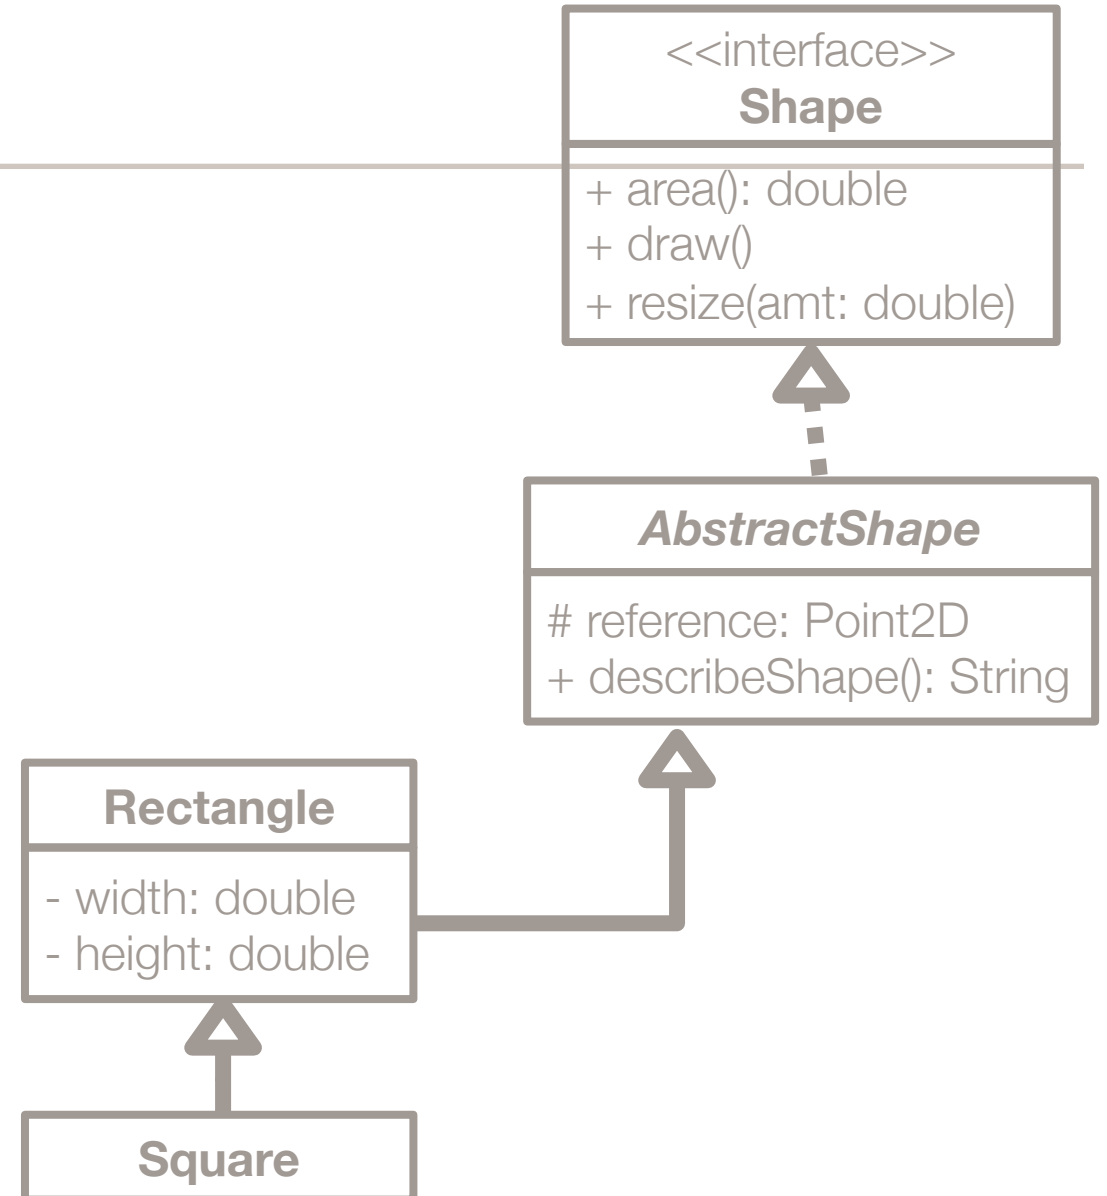 <<interface>>
Shape
+ area(): double
+ draw()
+ resize(amt: double)
AbstractShape
# reference: Point2D
+ describeShape(): String
Rectangle
- width: double
- height: double
Square